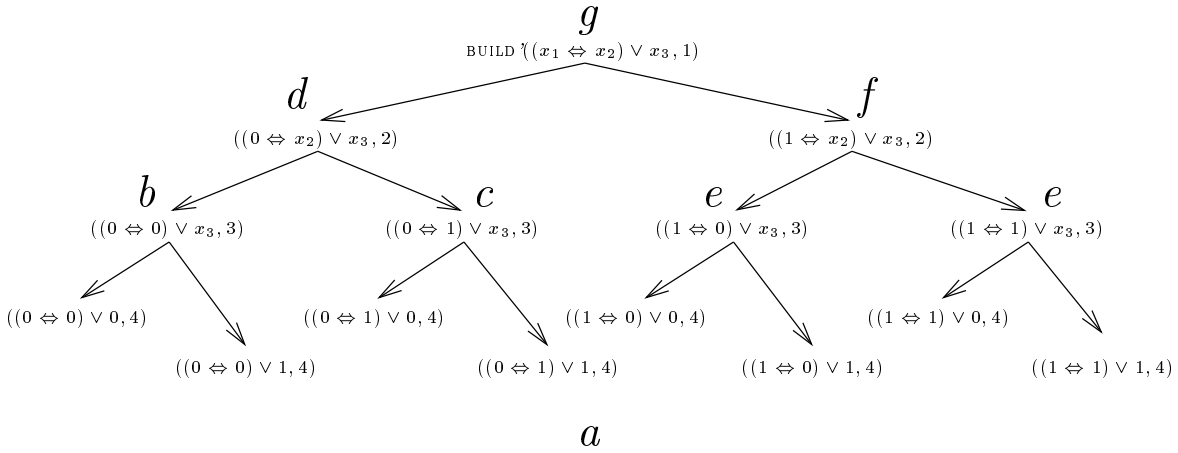 g
BUILD'((x₁ ⇔ x₂) ∨ x₃, 1)
d f
((0 ⇔ x₂) ∨ x₃, 2) ((1 ⇔ x₂) ∨ x₃, 2)
b c e e
((0 ⇔ 0) ∨ x₃, 3) ((0 ⇔ 1) ∨ x₃, 3) ((1 ⇔ 0) ∨ x₃, 3) ((1 ⇔ 1) ∨ x₃, 3)
((0 ⇔ 0) ∨ 0, 4) ((0 ⇔ 1) ∨ 0, 4) ((1 ⇔ 0) ∨ 0, 4) ((1 ⇔ 1) ∨ 0, 4)
((0 ⇔ 0) ∨ 1, 4) ((0 ⇔ 1) ∨ 1, 4) ((1 ⇔ 0) ∨ 1, 4) ((1 ⇔ 1) ∨ 1, 4)
a